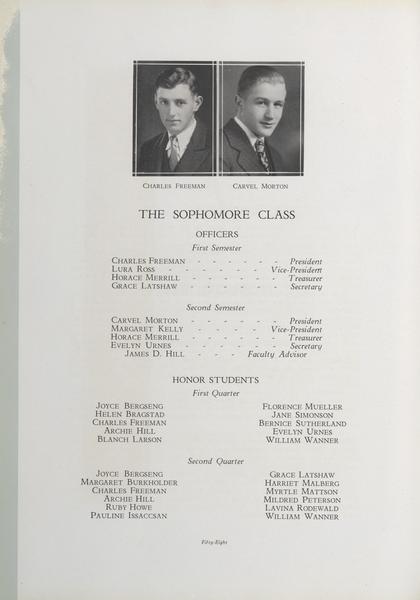 CHARLES FREEMAN CARVEL MORTON
THE SOPHOMORE CLASS
OFFICERS
First Semester
CHARLES FREEMAN - - - - - - President
LURA ROSS - - - - - - Vice-President
HORACE MERRILL - - - - - - Treasurer
GRACE LATSHAW - - - - - - Secretary
Second Semester
CARVEL MORTON - - - - - - President
MARGARET KELLY - - - - - Vice-President
HORACE MERRILL - - - - - - Treasurer
EVELYN URNES - - - - - - Secretary
JAMES D. HILL - - - Faculty Advisor
HONOR STUDENTS
First Quarter
JOYCE BERGSENG FLORENCE MUELLER
HELEN BRAGSTAD JANE SIMONSON
CHARLES FREEMAN BERNICE SUTHERLAND
ARCHIE HILL EVELYN URNES
BLANCH LARSON WILLIAM WANNER
Second Quarter
JOYCE BERGSENG GRACE LATSHAW
MARGARET BURKHOLDER HARRIET MALBERG
CHARLES FREEMAN MYRTLE MATTSON
ARCHIE HILL MILDRED PETERSON
RUBY HOWE LAVINA RODEWALD
PAULINE ISSACCSAN WILLIAM WANNER
Fifty-Eight